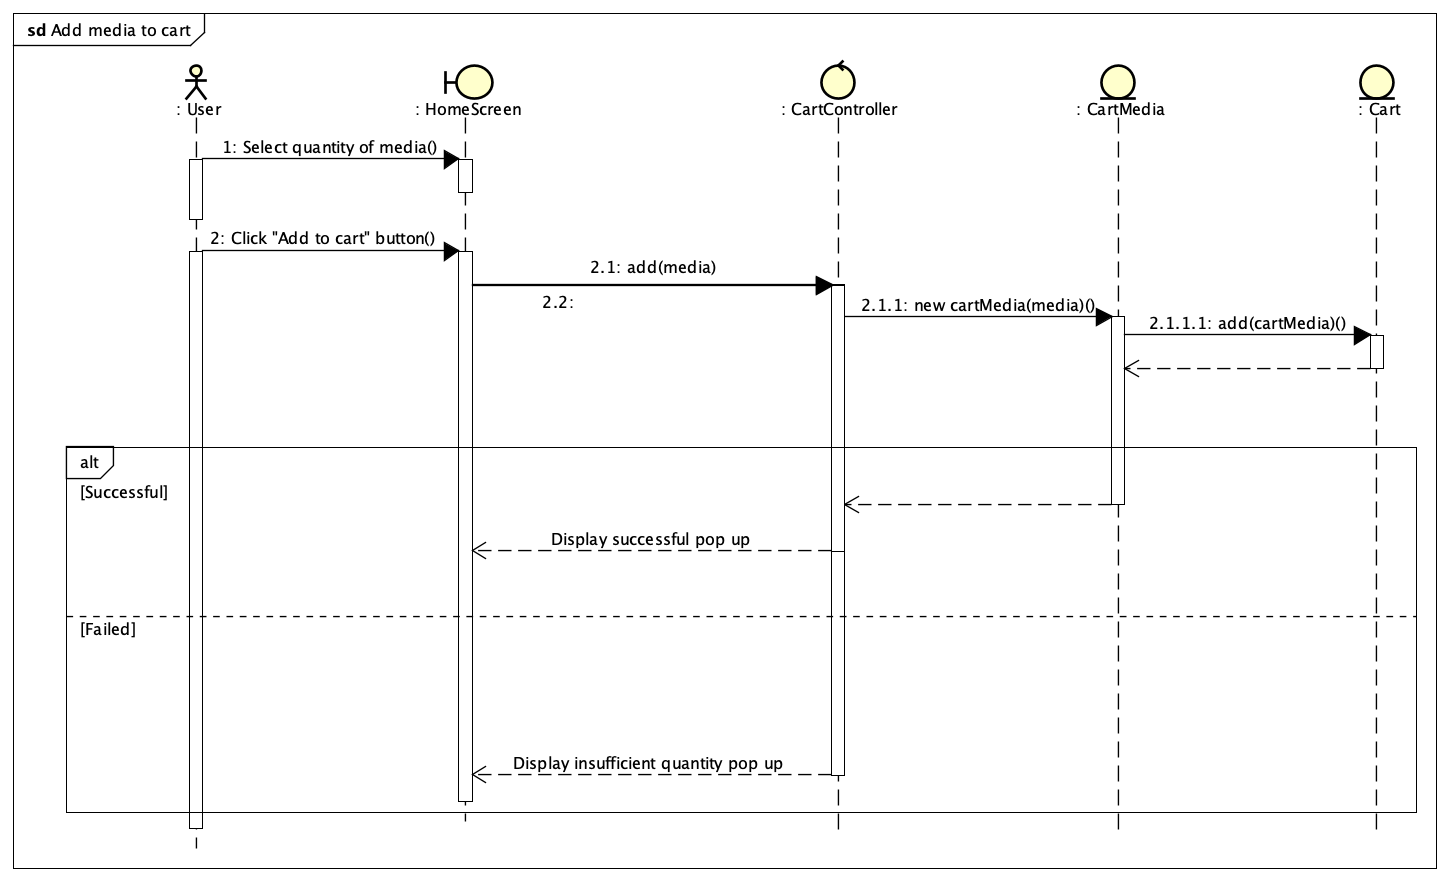 sd Add media to cart
: User
: HomeScreen
: CartController
: CartMedia
: Cart
1: Select quantity of media()
2: Click "Add to cart" button()
2.1: add(media)
2.2:
2.1.1: new cartMedia(media)()
2.1.1.1: add(cartMedia)()
alt
[Successful]
Display successful pop up
[Failed]
Display insufficient quantity pop up